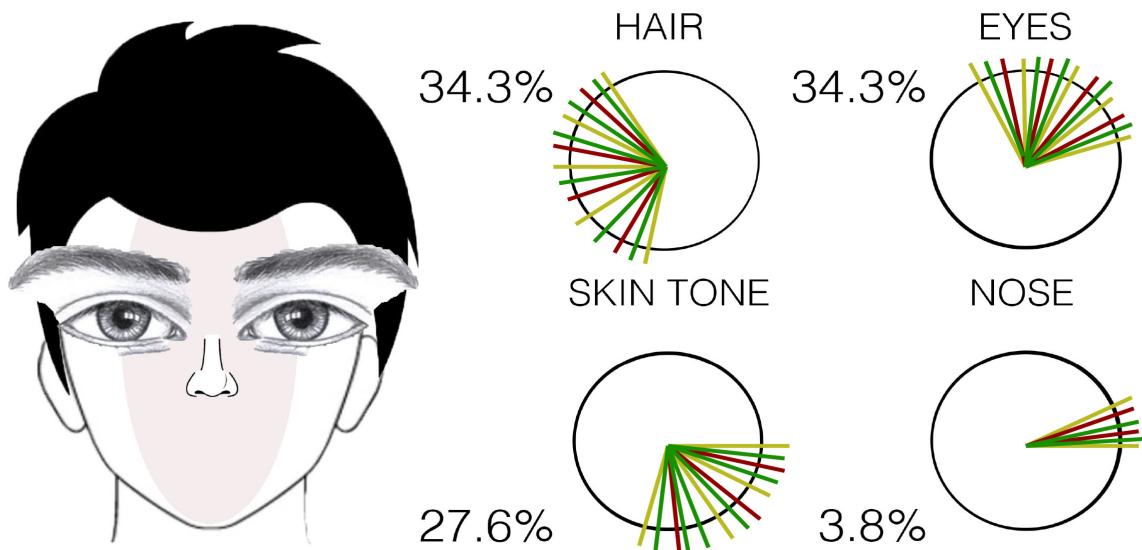 HAIR
34.3%
EYES
34.3%
SKIN TONE
27.6%
NOSE
3.8%